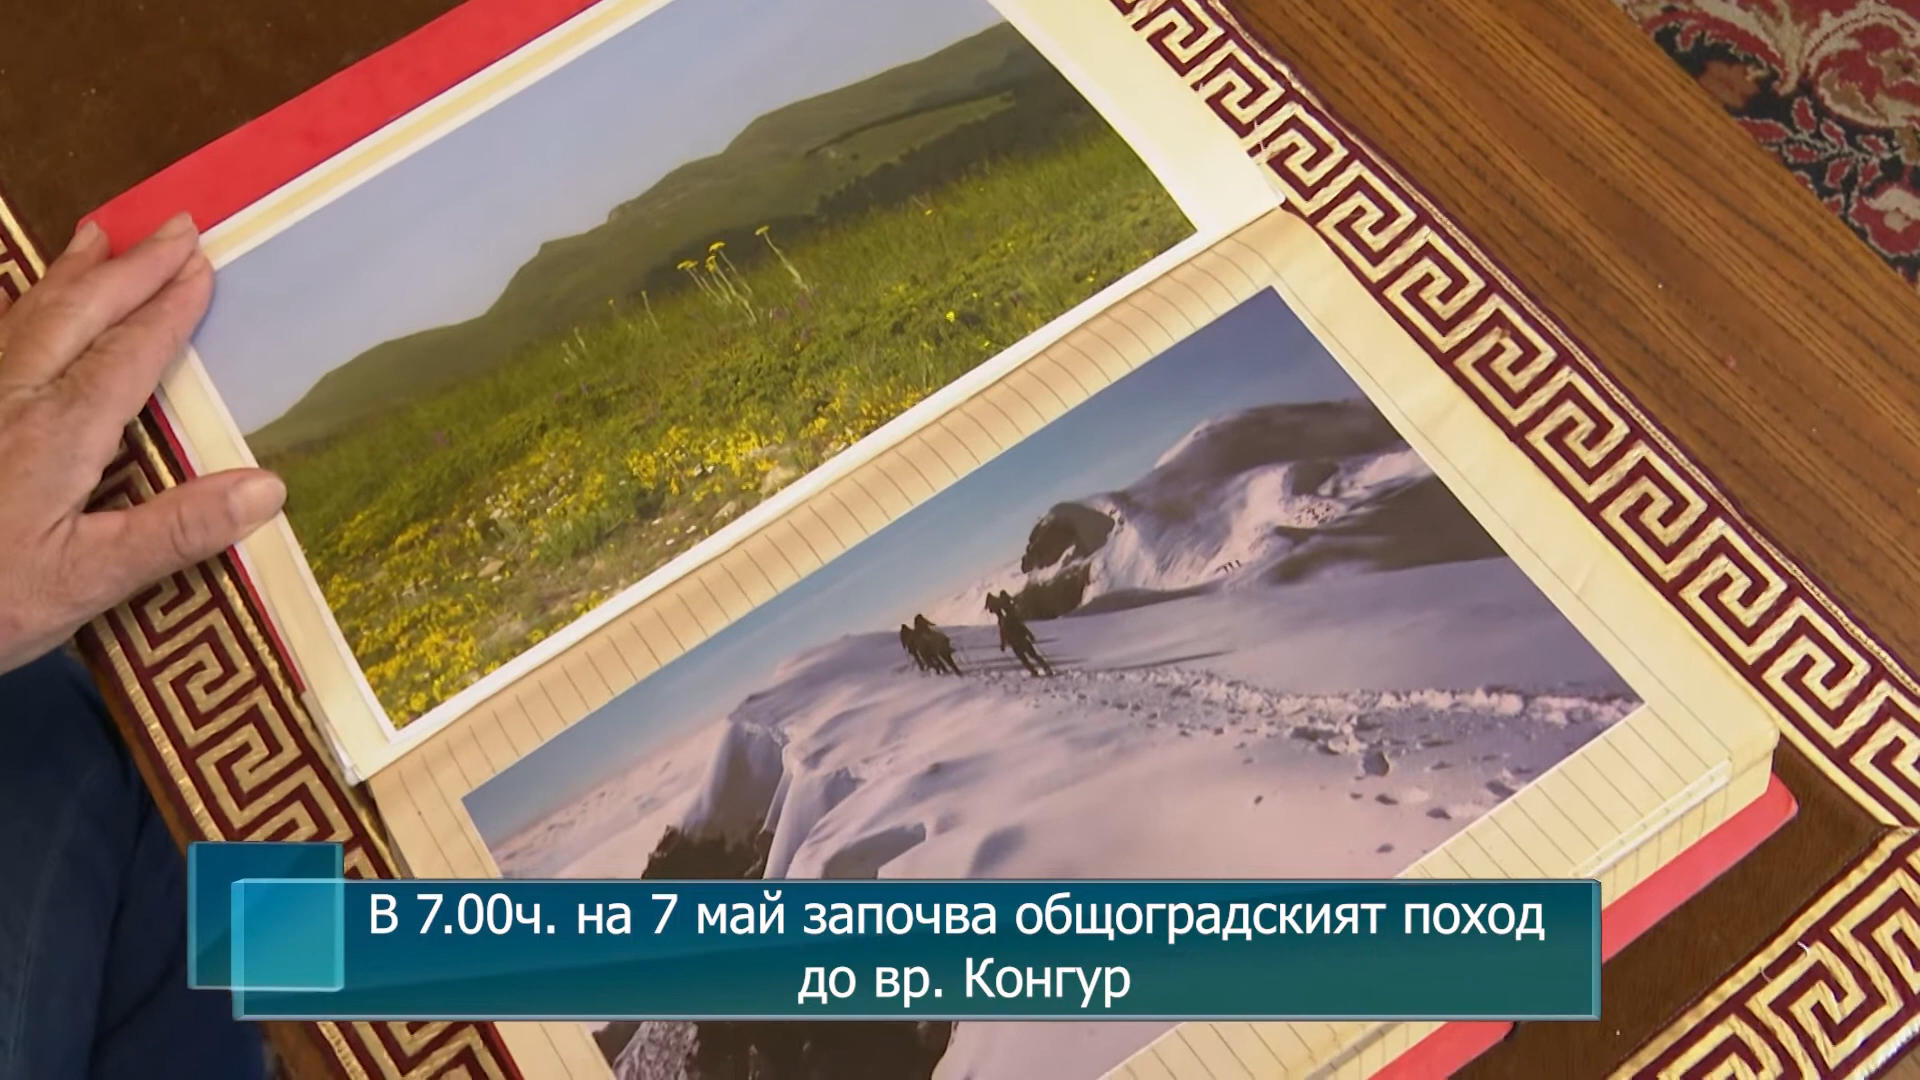 В 7.00ч. на 7 май започва общоградският поход
до вр. Конгур